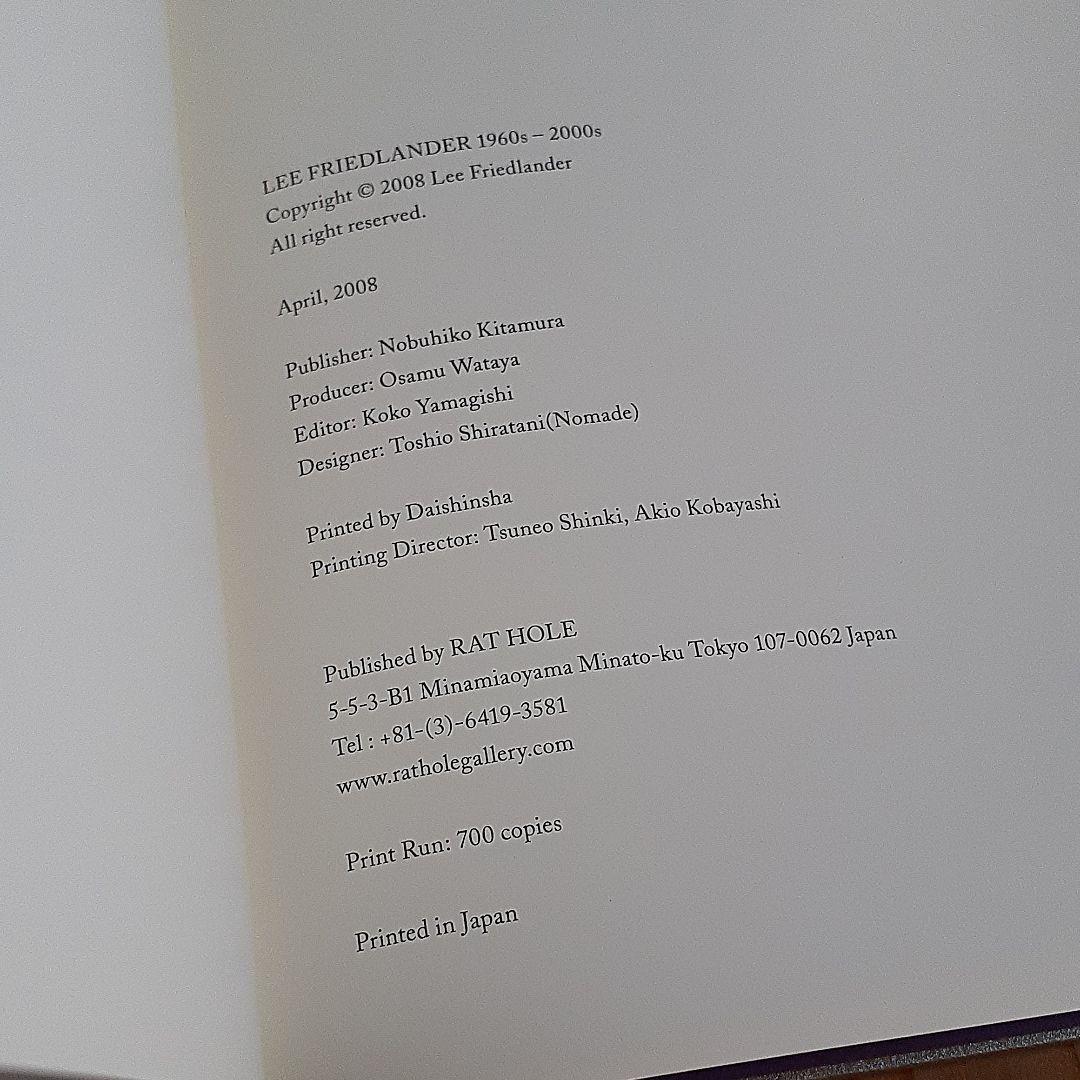 LEE FRIEDLANDER 1960s – 2000s
Copyright © 2008 Lee Friedlander
All right reserved.
April, 2008
Publisher: Nobuhiko Kitamura
Producer: Osamu Wataya
Editor: Koko Yamagishi
Designer: Toshio Shiratani(Nomade)
Printed by Daishinsha
Printing Director: Tsuneo Shinki, Akio Kobayashi
Published by RAT HOLE
5-5-3-B1 Minamiaoyama Minato-ku Tokyo 107-0062 Japan
Tel : +81-(3)-6419-3581
www.ratholegallery.com
Print Run: 700 copies
Printed in Japan